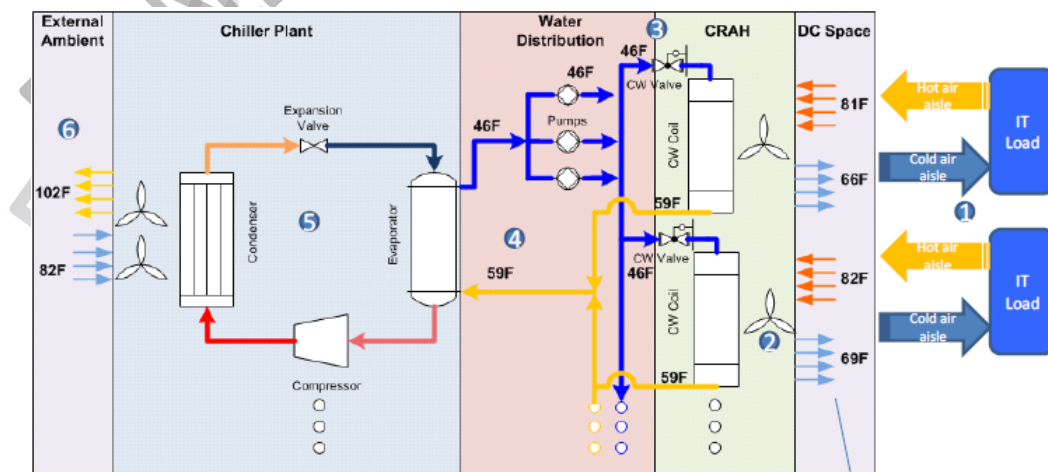 External
Ambient
Chiller Plant
Water
Distribution
3
CRAH
DC Space
46F
46F
CW Valve
Hot air
aisle
IT
Load
81F
6
Expansion
Valve
46F
Pumps
CW Coil
Cold air
aisle
66F
1
102F
Condenser
5
Evaporator
4
59F
82F
59F
46F
CW Valve
Hot air
aisle
IT
Load
82F
CW Coil
2
Cold air
aisle
69F
59F
Compressor